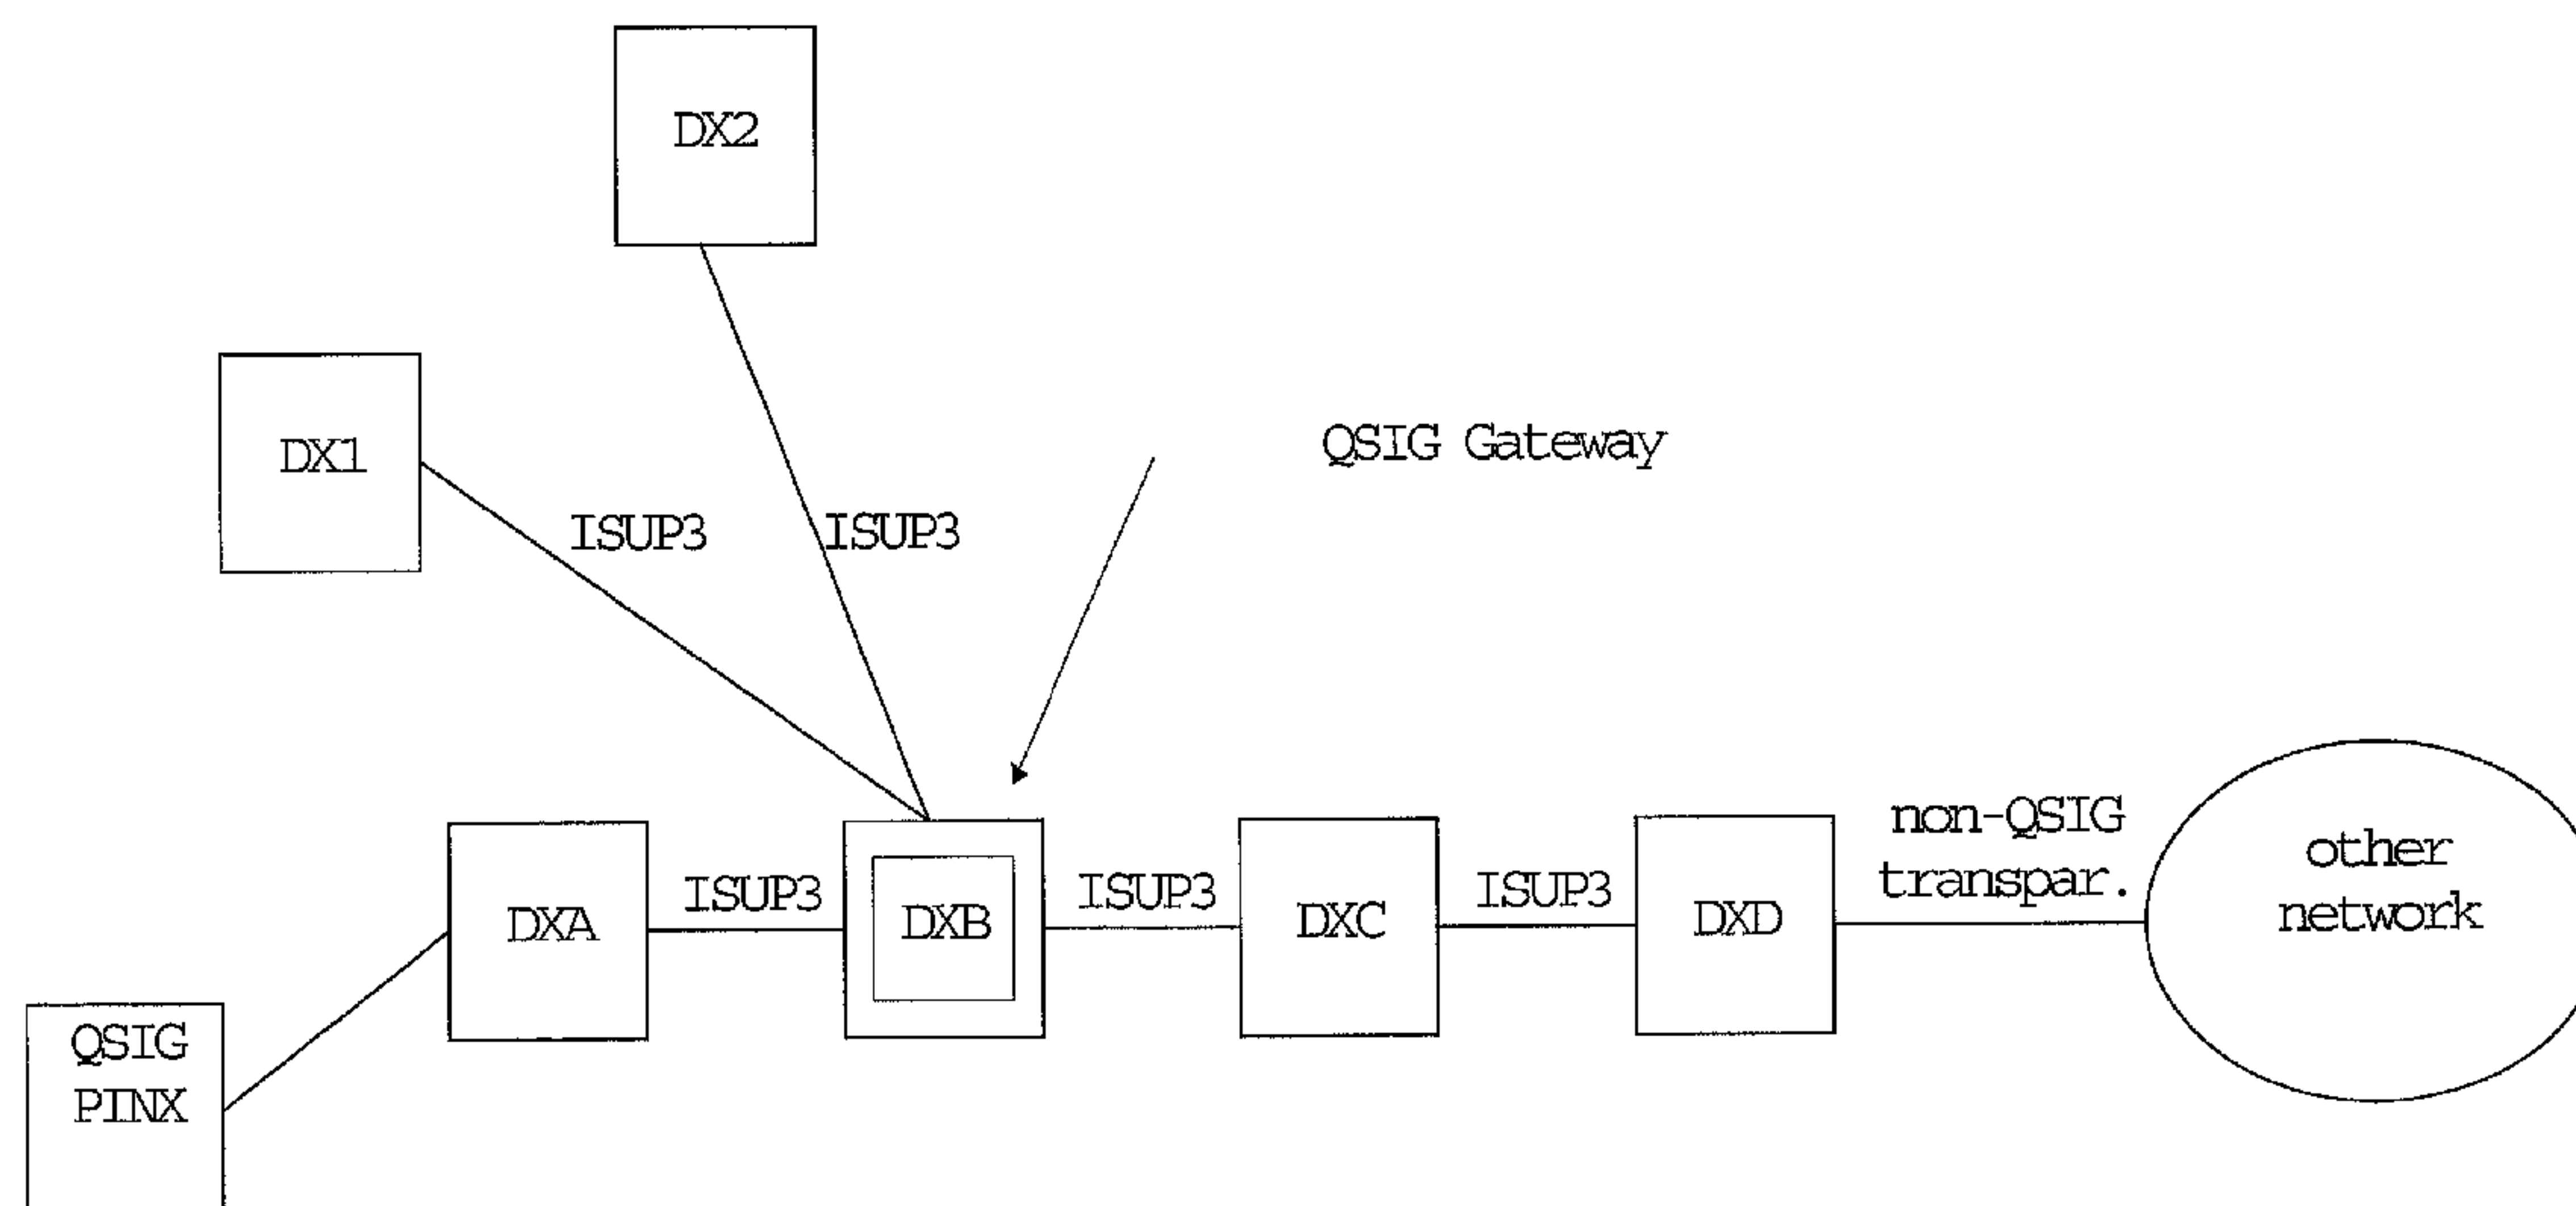 DX2
DX1
QSIG Gateway
ISUP3
ISUP3
non-QSIG
transpar.
other
network
ISUP3
ISUP3
ISUP3
DXA
DXB
DXC
DXD
QSIG
PINX